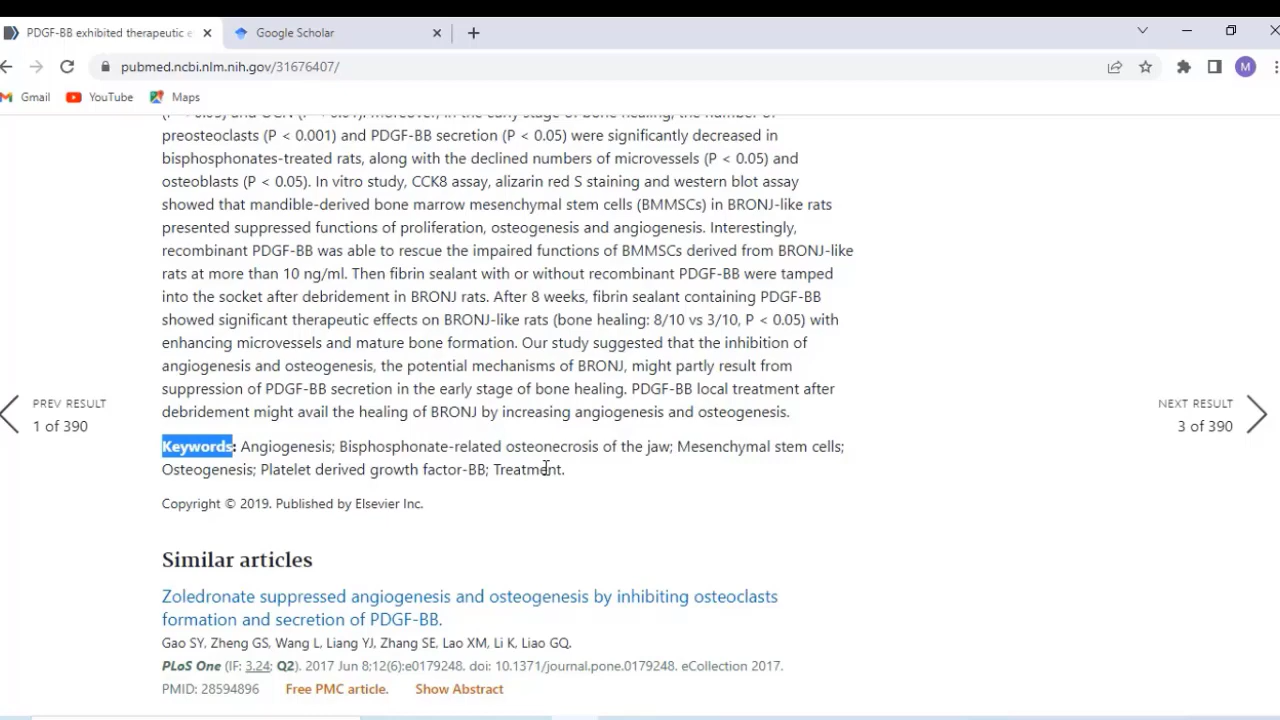 PDGF-BB exhibited therapeutic e
Google Scholar
pubmed.ncbi.nlm.nih.gov/31676407/
M
Gmail
YouTube
Maps
preosteoclasts (P < 0.001) and PDGF-BB secretion (P < 0.05) were significantly decreased in
bisphosphonates-treated rats, along with the declined numbers of microvessels (P < 0.05) and
osteoblasts (P < 0.05). In vitro study, CCK8 assay, alizarin red S staining and western blot assay
showed that mandible-derived bone marrow mesenchymal stem cells (BMMSCs) in BRONJ-like rats
presented suppressed functions of proliferation, osteogenesis and angiogenesis. Interestingly,
recombinant PDGF-BB was able to rescue the impaired functions of BMMSCs derived from BRONJ-like
rats at more than 10 ng/ml. Then fibrin sealant with or without recombinant PDGF-BB were tamped
into the socket after debridement in BRONJ rats. After 8 weeks, fibrin sealant containing PDGF-BB
showed significant therapeutic effects on BRONJ-like rats (bone healing: 8/10 vs 3/10, P < 0.05) with
enhancing microvessels and mature bone formation. Our study suggested that the inhibition of
angiogenesis and osteogenesis, the potential mechanisms of BRONJ, might partly result from
suppression of PDGF-BB secretion in the early stage of bone healing. PDGF-BB local treatment after
debridement might avail the healing of BRONJ by increasing angiogenesis and osteogenesis.
PREV RESULT
1 of 390
NEXT RESULT
3 of 390
Keywords: Angiogenesis; Bisphosphonate-related osteonecrosis of the jaw; Mesenchymal stem cells;
Osteogenesis; Platelet derived growth factor-BB; Treatment.
Copyright © 2019. Published by Elsevier Inc.
Similar articles
Zoledronate suppressed angiogenesis and osteogenesis by inhibiting osteoclasts
formation and secretion of PDGF-BB.
Gao SY, Zheng GS, Wang L, Liang YJ, Zhang SE, Lao XM, Li K, Liao GQ.
PLoS One (IF: 3.24; Q2). 2017 Jun 8;12(6):e0179248. doi: 10.1371/journal.pone.0179248. eCollection 2017.
PMID: 28594896 Free PMC article. Show Abstract